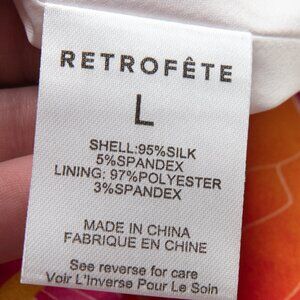 RETROFÊTE
L
SHELL:95%SILK
5%SPANDEX
LINING: 97%POLYESTER
3%SPANDEX
MADE IN CHINA
FABRIQUE EN CHINE
See reverse for care
Voir L'Inverse Pour Le Soin